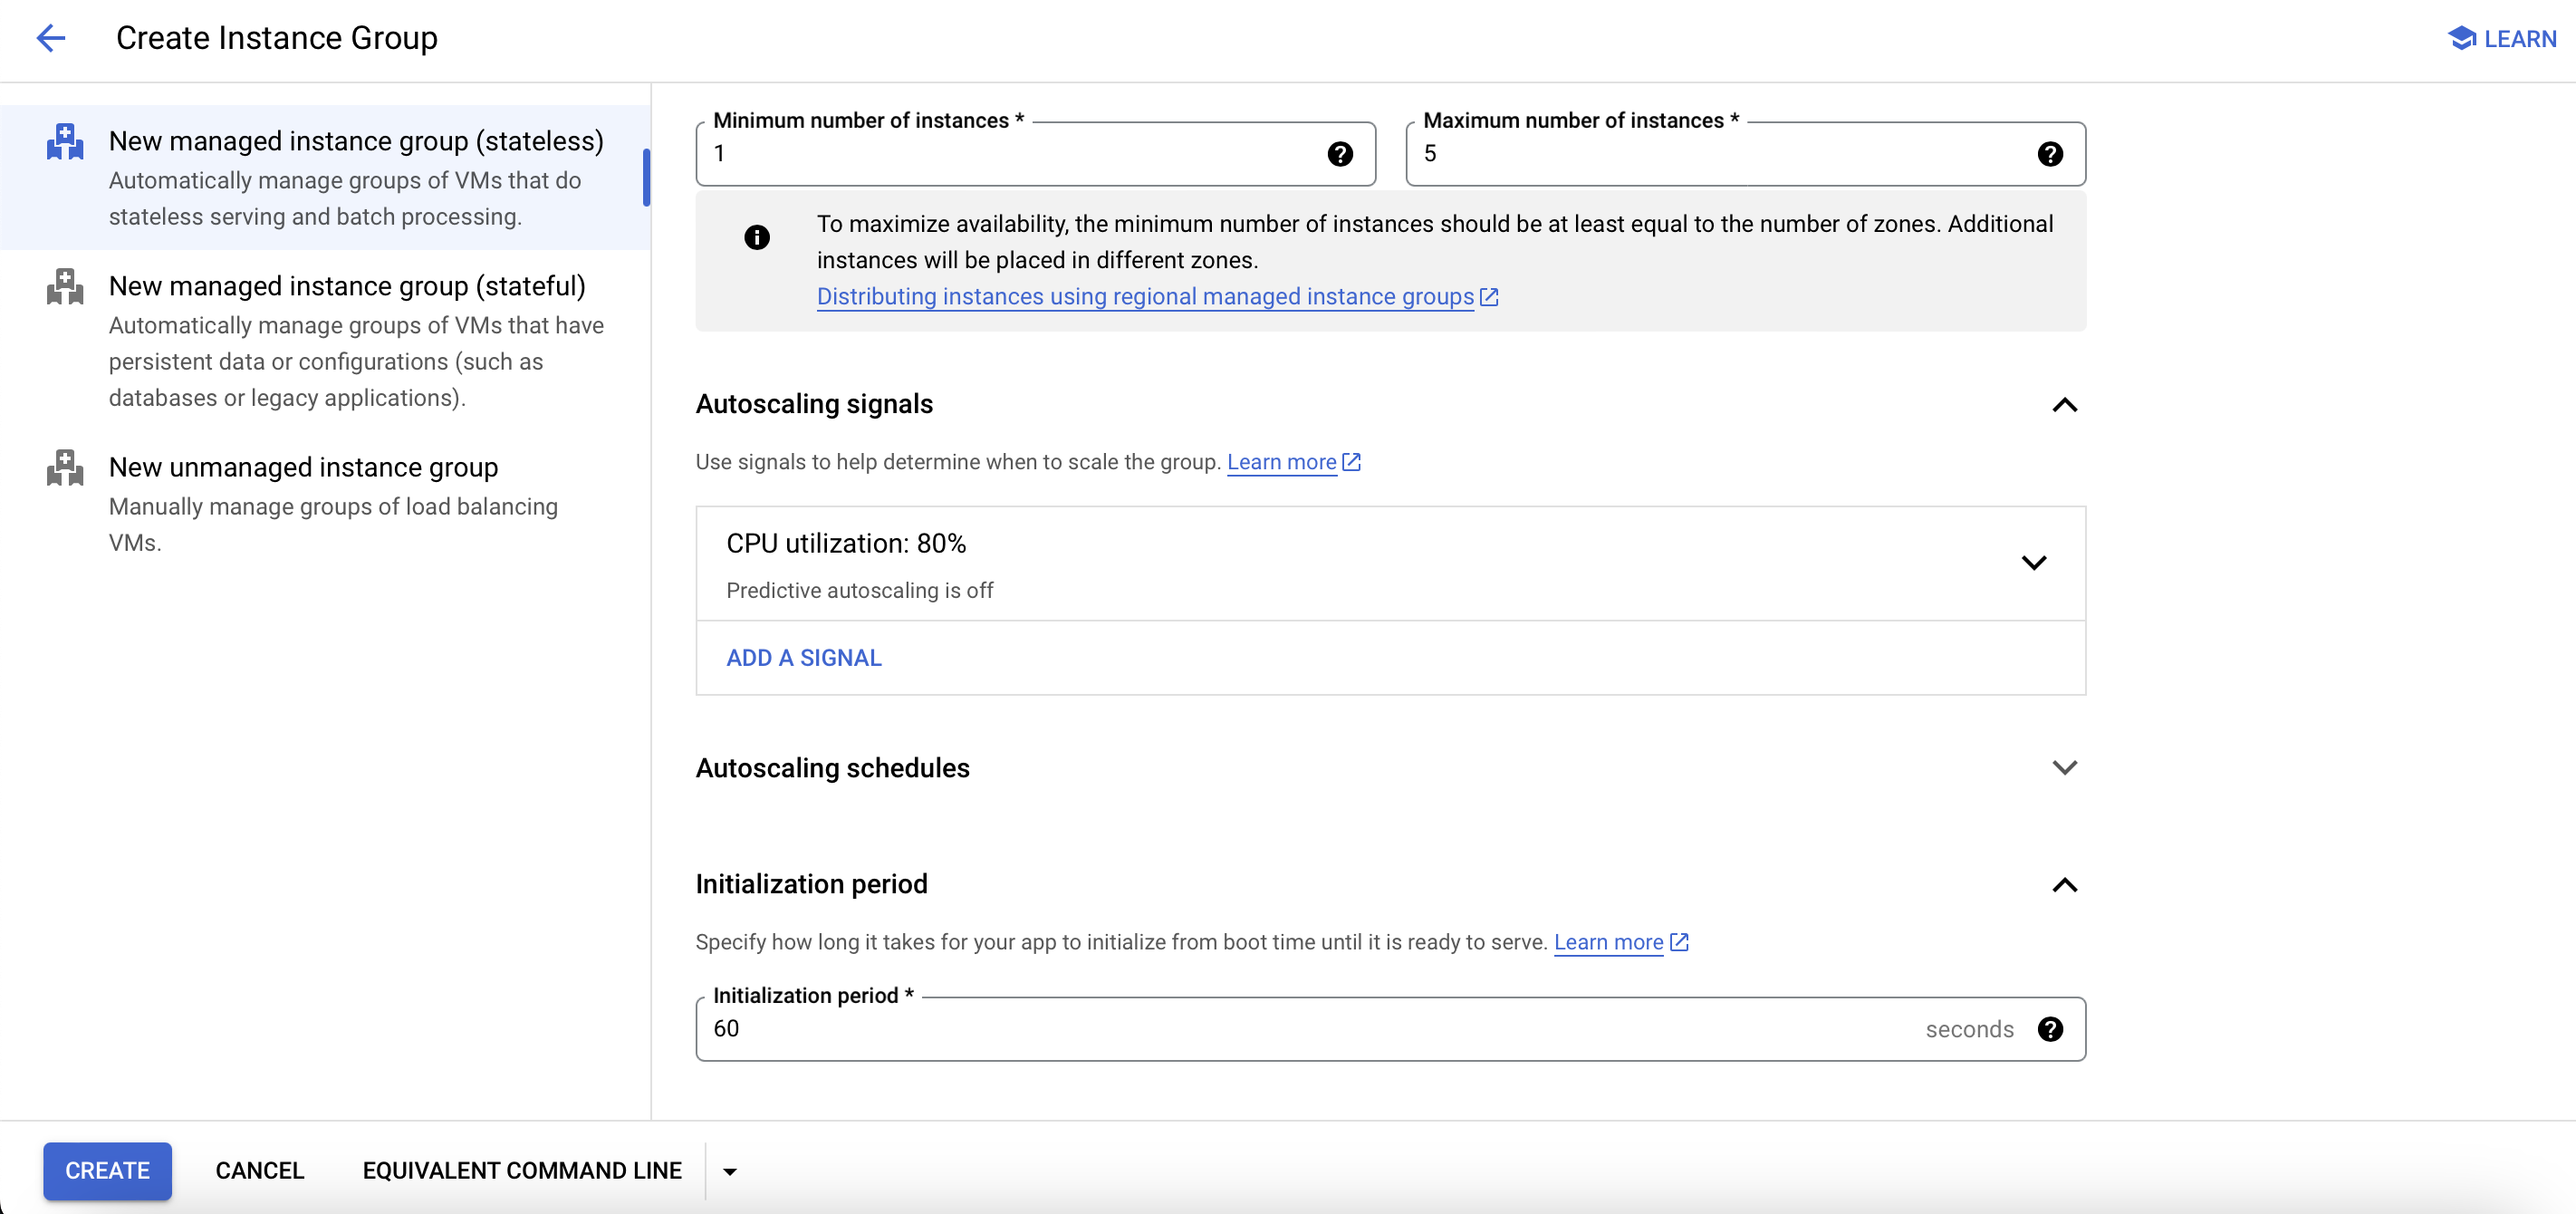 Create Instance Group
LEARN
New managed instance group (stateless)
Automatically manage groups of VMs that do
stateless serving and batch processing.
New managed instance group (stateful)
Automatically manage groups of VMs that have
persistent data or configurations (such as
databases or legacy applications).
New unmanaged instance group
Manually manage groups of load balancing
VMs.
Minimum number of instances *
1
Maximum number of instances *
5
To maximize availability, the minimum number of instances should be at least equal to the number of zones. Additional
instances will be placed in different zones.
Distributing instances using regional managed instance groups
Autoscaling signals
Use signals to help determine when to scale the group. Learn more
CPU utilization: 80%
Predictive autoscaling is off
ADD A SIGNAL
Autoscaling schedules
Initialization period
Specify how long it takes for your app to initialize from boot time until it is ready to serve. Learn more
Initialization period *
60
seconds
CREATE
CANCEL
EQUIVALENT COMMAND LINE